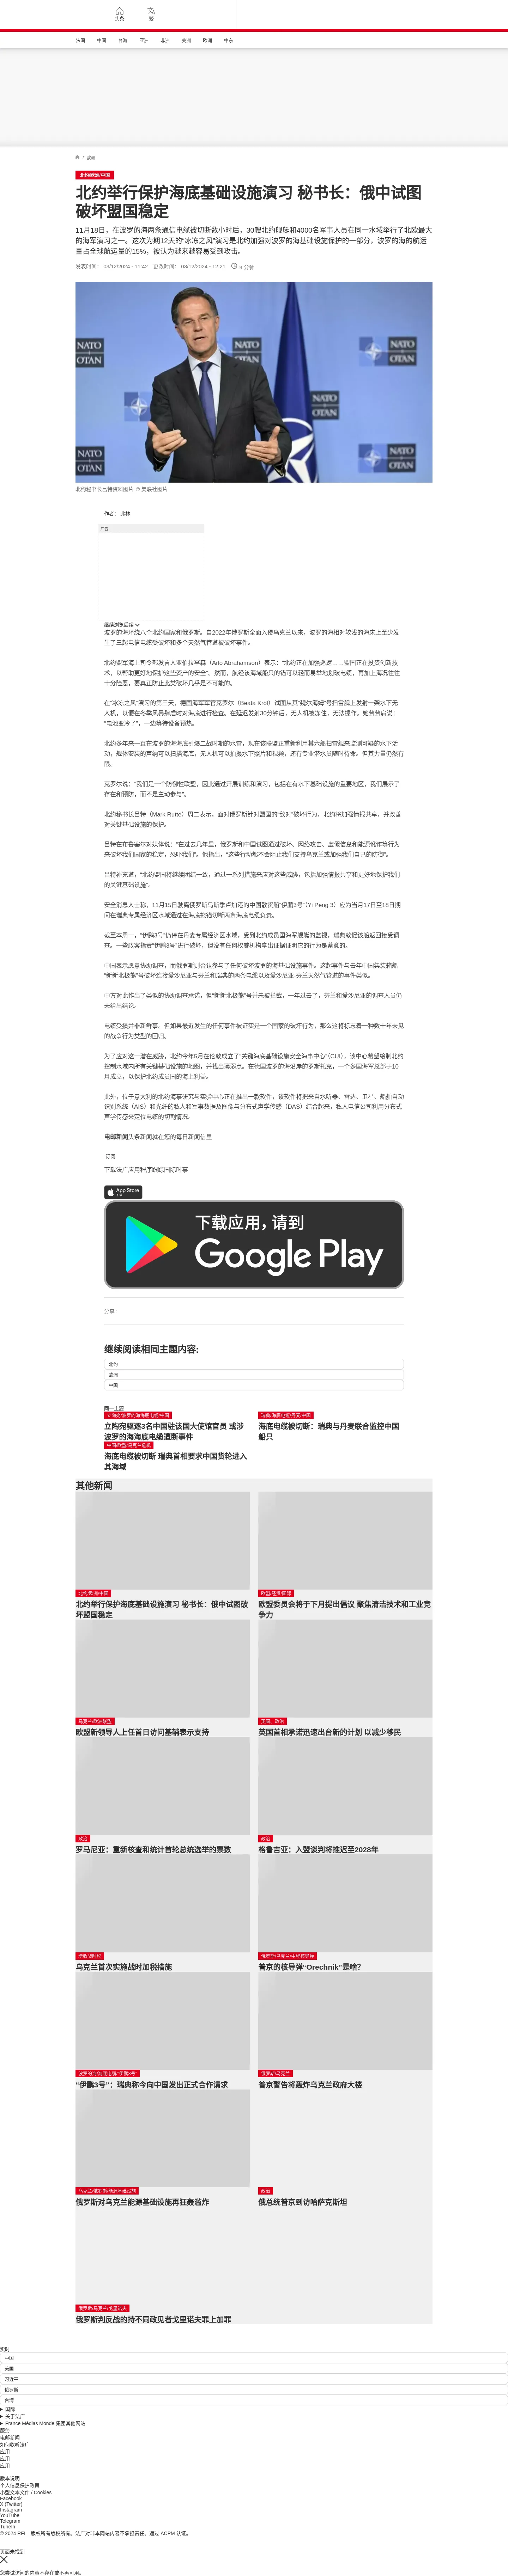 头条
繁
法国
中国
台海
亚洲
非洲
美洲
欧洲
中东
/ 亚洲
北约/欧洲/中国
北约举行保护海底基础设施演习 秘书长：俄中试图
破坏盟国稳定
11月18日，在波罗的海两条通信电缆被切断数小时后，30艘北约舰艇和4000名军事人员在同一水域举行了北欧最大
的海军演习之一。这次为期12天的“冰冻之风”演习是北约加强对波罗的海基础设施保护的一部分，波罗的海的航运
量占全球航运量的15%，被认为越来越容易受到攻击。
发表时间： 03/12/2024 - 11:42 更改时间： 03/12/2024 - 12:21 9 分钟
NATO
OTAN
NATO
OTAN
NATO
OTAN
NATO
OTAN
NATO
OTAN
北约秘书长吕特资料图片 © 美联社图片
作者： 弗林
广告
继续浏览后续
波罗的海环绕八个北约国家和俄罗斯。自2022年俄罗斯全面入侵乌克兰以来，波罗的海相对较浅的海床上至少发
生了三起电信电缆受破坏和多个天然气管道被破坏事件。
北约盟军海上司令部发言人亚伯拉罕森（Arlo Abrahamson）表示：“北约正在加强巡逻……盟国正在投资创新技
术，以帮助更好地保护这些资产的安全”。然而，航经该海域船只的锚可以轻而易举地划破电缆，再加上海况往往
十分险恶，要真正防止此类破坏几乎是不可能的。
在“冰冻之风”演习的第三天，德国海军军官克罗尔（Beata Król）试图从其“魏尔海姆”号扫雷舰上发射一架水下无
人机，以便在冬季风暴肆虐时对海底进行检查。在延迟发射30分钟后，无人机被冻住，无法操作。她耸耸肩说：
“电池变冷了”，一边等待设备预热。
北约多年来一直在波罗的海海底引爆二战时期的水雷，现在该联盟正重新利用其六船扫雷舰来监测可疑的水下活
动，舰体安装的声纳可以扫描海底，无人机可以拍摄水下照片和视频，还有专业潜水员随时待命。但其力量仍然有
限。
克罗尔说：“我们是一个防御性联盟，因此通过开展训练和演习，包括在有水下基础设施的重要地区，我们展示了
存在和预防，而不是主动参与”。
北约秘书长吕特（Mark Rutte）周二表示，面对俄罗斯针对盟国的“敌对”破坏行为，北约将加强情报共享，并改善
对关键基础设施的保护。
吕特在布鲁塞尔对媒体说：“在过去几年里，俄罗斯和中国试图通过破坏、网络攻击、虚假信息和能源讹诈等行为
来破坏我们国家的稳定，恐吓我们”。他指出，“这些行动都不会阻止我们支持乌克兰或加强我们自己的防御”。
吕特补充道，“北约盟国将继续团结一致，通过一系列措施来应对这些威胁，包括加强情报共享和更好地保护我们
的关键基础设施”。
安全消息人士称，11月15日驶离俄罗斯乌斯季卢加港的中国散货船“伊鹏3号”（Yi Peng 3）应为当月17日至18日期
间在瑞典专属经济区水域通过在海底拖锚切断两条海底电缆负责。
截至本周一，“伊鹏3号”仍停在丹麦专属经济区水域，受到北约成员国海军舰艇的监视。瑞典敦促该船返回接受调
查。一些政客指责“伊鹏3号”进行破坏，但没有任何权威机构拿出证据证明它的行为是蓄意的。
中国表示愿意协助调查，而俄罗斯则否认参与了任何破坏波罗的海基础设施事件。这起事件与去年中国集装箱船
“新新北极熊”号破坏连接爱沙尼亚与芬兰和瑞典的两条电缆以及爱沙尼亚-芬兰天然气管道的事件类似。
中方对此作出了类似的协助调查承诺，但“新新北极熊”号并未被拦截，一年过去了，芬兰和爱沙尼亚的调查人员仍
未给出结论。
电缆受损并非新鲜事。但如果最近发生的任何事件被证实是一个国家的破坏行为，那么这将标志着一种数十年未见
的战争行为类型的回归。
为了应对这一潜在威胁，北约今年5月在伦敦成立了“关键海底基础设施安全海事中心”（CUI），该中心希望绘制北约
控制水域内所有关键基础设施的地图，并找出薄弱点。在德国波罗的海沿岸的罗斯托克，一个多国海军总部于10
月成立，以保护北约成员国的海上利益。
此外，位于意大利的北约海事研究与实验中心正在推出一款软件，该软件将把来自水听器、雷达、卫星、船舶自动
识别系统（AIS）和光纤的私人和军事数据及图像与分布式声学传感（DAS）结合起来，私人电信公司利用分布式
声学传感来定位电缆的切割情况。
电邮新闻头条新闻就在您的每日新闻信里
订阅
下载法广应用程序跟踪国际时事
App Store
下载
下载应用，请到
Google Play
分享 :
继续阅读相同主题内容:
北约
欧洲
中国
同一主题
立陶宛/波罗的海海底电缆/中国
立陶宛驱逐3名中国驻该国大使馆官员 或涉
波罗的海海底电缆遭断事件
瑞典/海底电缆/丹麦/中国
海底电缆被切断：瑞典与丹麦联合监控中国
船只
中国/欧盟/乌克兰危机
海底电缆被切断 瑞典首相要求中国货轮进入
其海域
其他新闻
北约/欧洲/中国
北约举行保护海底基础设施演习 秘书长：俄中试图破
坏盟国稳定
欧盟/经贸/国际
欧盟委员会将于下月提出倡议 聚焦清洁技术和工业竞
争力
乌克兰/欧洲联盟
欧盟新领导人上任首日访问基辅表示支持
英国、政治
英国首相承诺迅速出台新的计划 以减少移民
政治
罗马尼亚：重新核查和统计首轮总统选举的票数
政治
格鲁吉亚：入盟谈判将推迟至2028年
俄侵战时税
乌克兰首次实施战时加税措施
俄罗斯/乌克兰/中程核导弹
普京的核导弹“Orechnik”是啥?
波罗的海/海底电缆/“伊鹏3号”
“伊鹏3号”：瑞典称今向中国发出正式合作请求
俄罗斯/乌克兰
普京警告将轰炸乌克兰政府大楼
乌克兰/俄罗斯/能源基础设施
俄罗斯对乌克兰能源基础设施再狂轰滥炸
政治
俄总统普京到访哈萨克斯坦
俄罗斯/乌克兰/戈里诺夫
俄罗斯判反战的持不同政见者戈里诺夫罪上加罪
实时
中国
美国
习近平
俄罗斯
台湾
国际
关于法广
France Médias Monde 集团其他网站
服务
电邮新闻
如何收听法广
应用
应用
应用
版本说明
个人信息保护政策
小型文本文件 / Cookies
Facebook
X (Twitter)
Instagram
YouTube
Telegram
TuneIn
© 2024 RFI – 版权所有版权所有。法广对非本网站内容不承担责任。通过 ACPM 认证。
页面未找到
您尝试访问的内容不存在或不再可用。